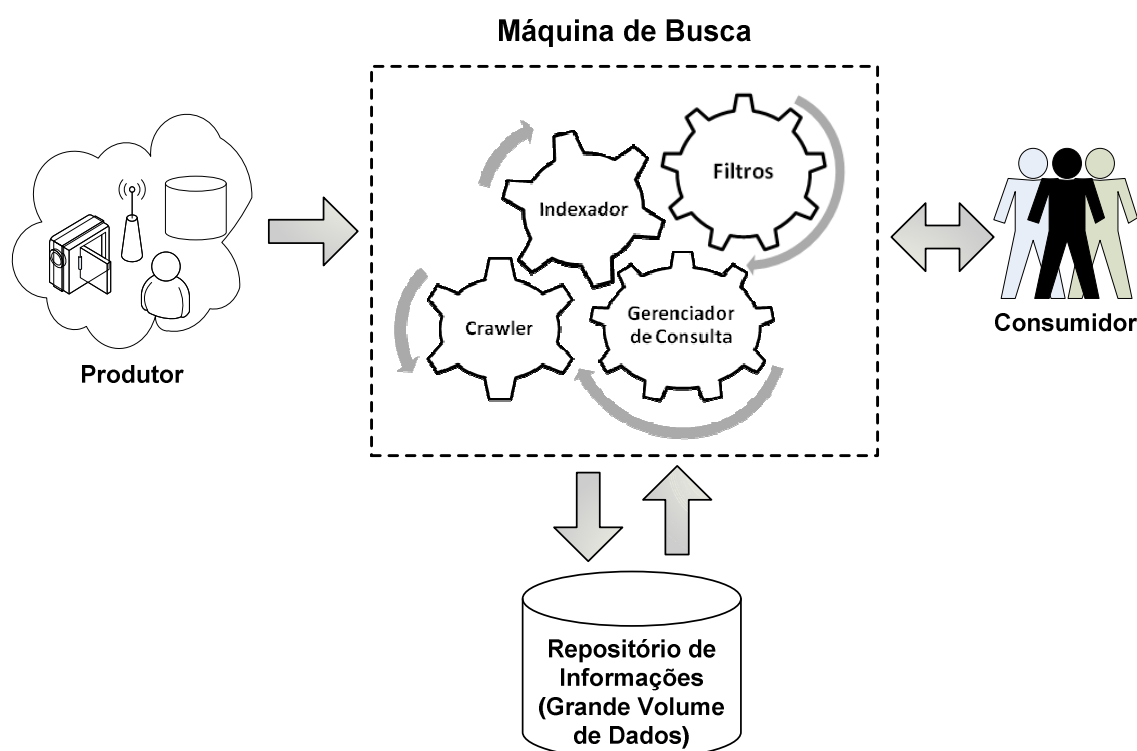 Máquina de Busca
Filtros
Indexador
Gerenciador
de Consulta
Crawler
Produtor
Consumidor
Repositório de
Informações
(Grande Volume
de Dados)